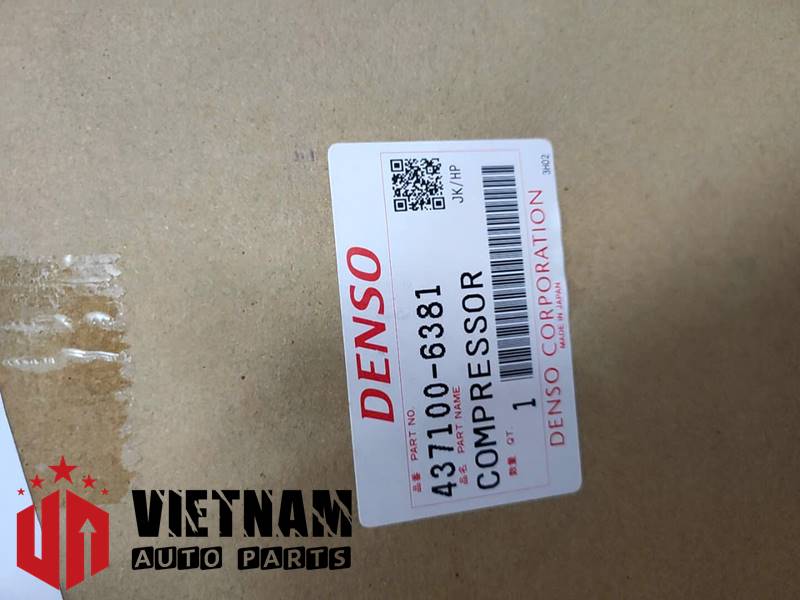 DENSO
品番 PART NO.
437100-6381
品名 PART NAME
COMPRESSOR
JK/HP
数量 QT.
1
DENSO CORPORATION
MADE IN JAPAN
3H02
VIETNAM
AUTO PARTS